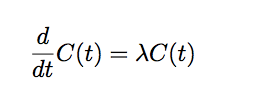 d/dt C(t) = λC(t)